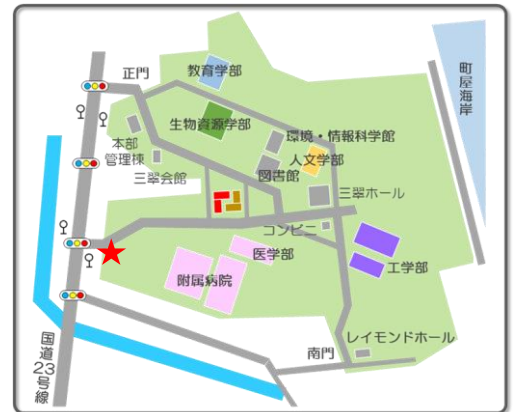 教育学部
正門
町屋海岸
生物資源学部
環境・情報科学館
本部
管理棟
人文学部
図書館
三翠会館
三翠ホール
コンビニ
医学部
工学部
附属病院
国道23号線
レイモンドホール
南門